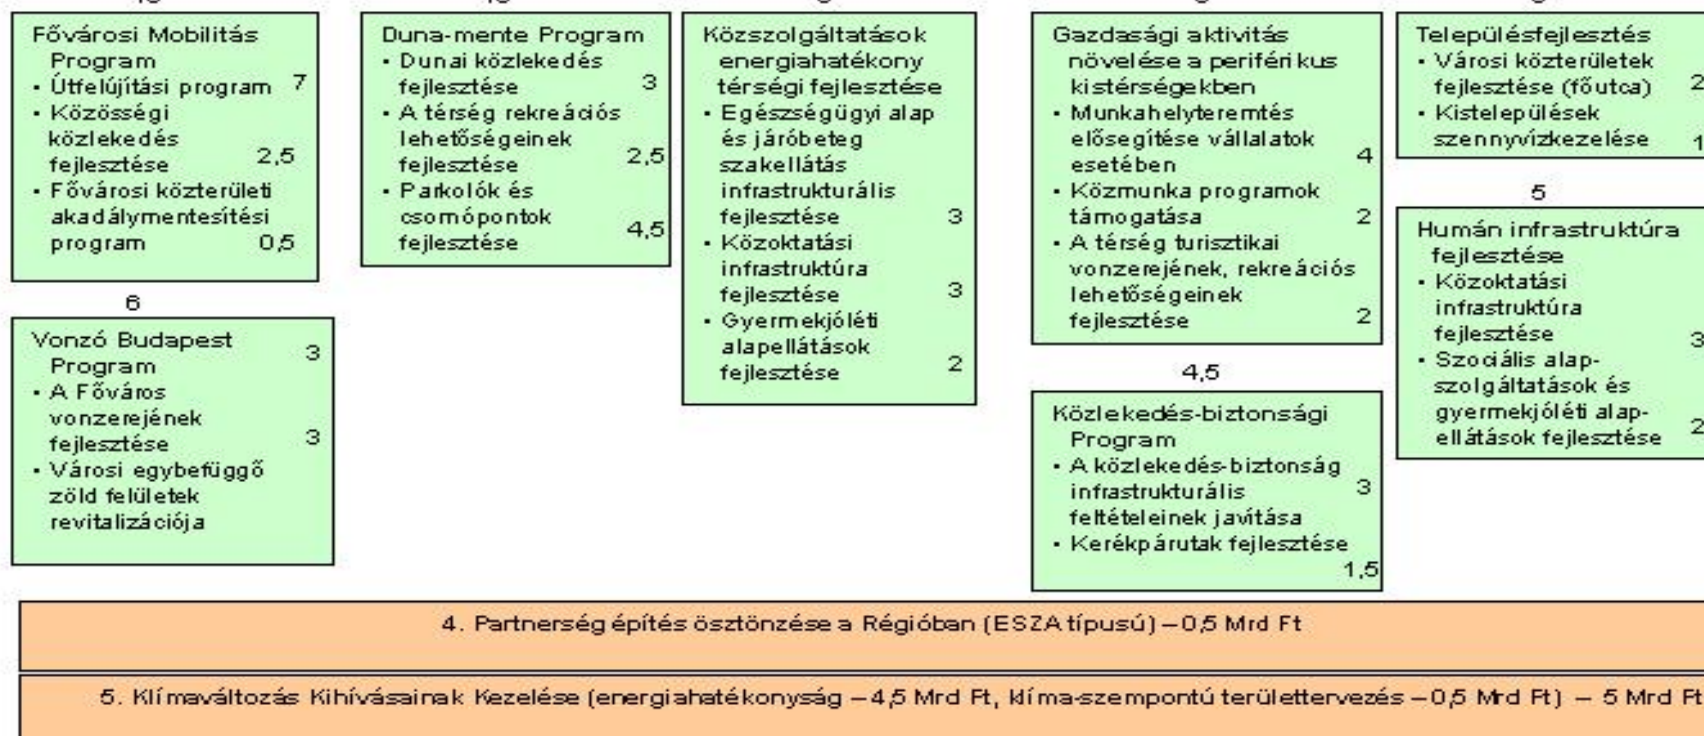 Fővárosi Mobilitás
Program
• Útfelújítási program 7
• Közösségi
közlekedés
fejlesztése 2,5
• Fővárosi közterületi
akadálymentesítési
program 0,5
6
Vonzó Budapest
Program 3
• A Főváros
vonzerejének
fejlesztése 3
• Városi egybefüggő
zöld felületek
revitalizációja
Duna-mente Program
• Dunai közlekedés
fejlesztése 3
• A térség rekreációs
lehetőségeinek
fejlesztése 2,5
• Parkolók és
csomópontok
fejlesztése 4,5
Közszolgáltatások
energiahatékony
térségi fejlesztése
• Egészségügyi alap
és járóbeteg
szakellátás
infrastrukturális
fejlesztése 3
• Közoktatási
infrastruktúra
fejlesztése 3
• Gyermekjóléti
alapellátások
fejlesztése 2
Gazdasági aktivitás
növelése a periférikus
kistérségekben
• Munkahelyteremtés
elősegítése vállalatok
esetében 4
• Közmunka programok
támogatása 2
• A térség turisztikai
vonzerejének, rekreációs
lehetőségeinek
fejlesztése 2
4,5
Közlekedés-biztonsági
Program
• A közlekedés-biztonság
infrastrukturális 3
feltételeinek javítása
• Kerékpárutak fejlesztése
1,5
Településfejlesztés
• Városi közterületek
fejlesztése (főutca) 2
• Kistelepülések
szennyvízkezelése 1
5
Humán infrastruktúra
fejlesztése
• Közoktatási
infrastruktúra
fejlesztése 3
• Szociális alap-
szolgáltatások és
gyermekjóléti alap-
ellátások fejlesztése 2
4. Partnerség építés ösztönzése a Régióban (ESZA típusú) – 0,5 Mrd Ft
5. Klímaváltozás Kihívásainak Kezelése (energiahatékonyság – 4,5 Mrd Ft, klíma-szempontú területtervezés – 0,5 Mrd Ft) – 5 Mrd Ft